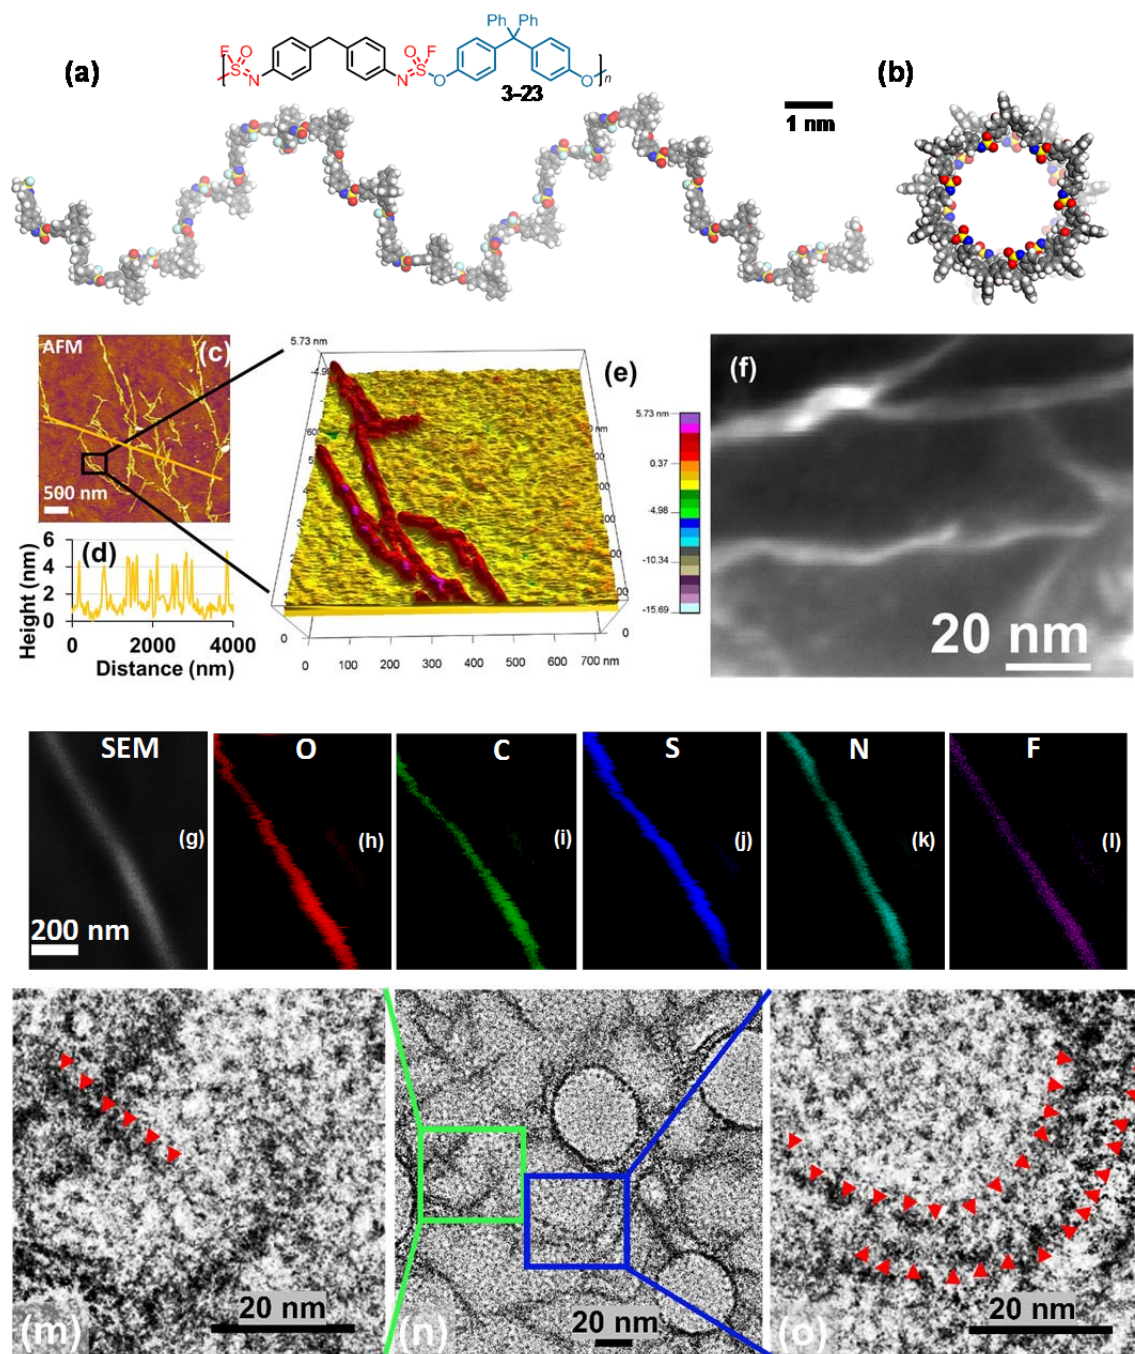 Ph Ph
F O
S
N
N
F
O
S
O
O
n
3–23
(a)
1 nm
(b)
AFM
(c)
500 nm
5.73 nm
(e)
5.73 nm
0.37
-4.98
-10.34
-15.69
0
0
0 100 200 300 400 500 600 700 nm
(d)
Height (nm)
6
4
2
0
0 2000 4000
Distance (nm)
(f)
20 nm
SEM
(g)
200 nm
O
(h)
C
(i)
S
(j)
N
(k)
F
(l)
20 nm
(m)
20 nm
(n)
20 nm
(o)